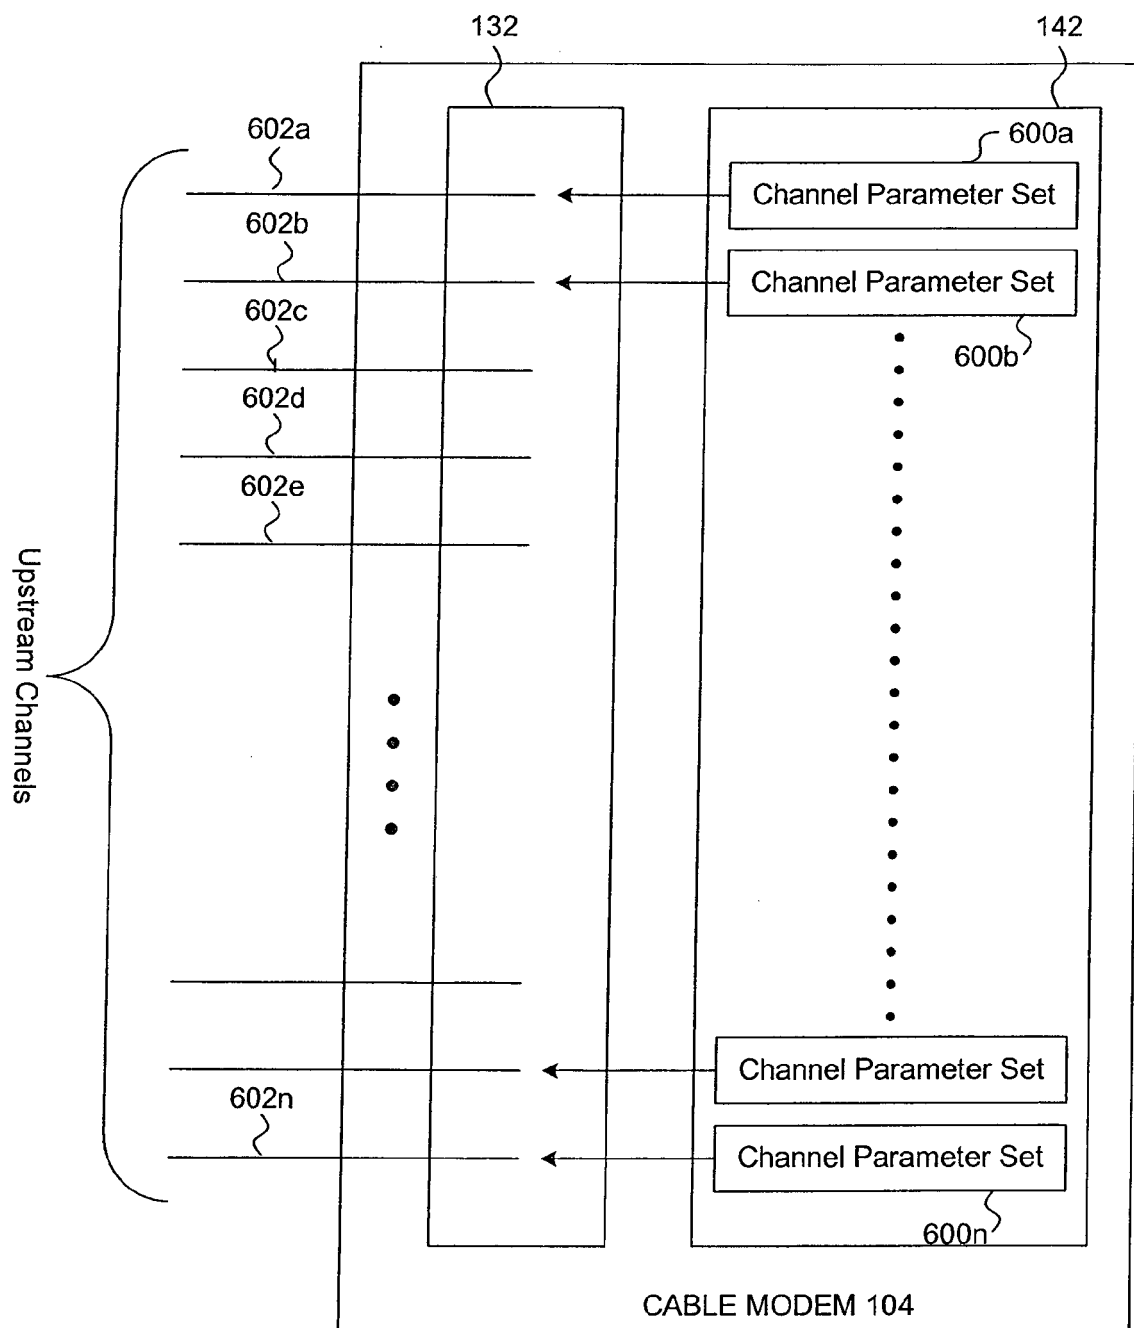 132
142
602a
600a
Channel Parameter Set
602b
Channel Parameter Set
602c
600b
602d
602e
Upstream Channels
Channel Parameter Set
602n
Channel Parameter Set
600n
CABLE MODEM 104